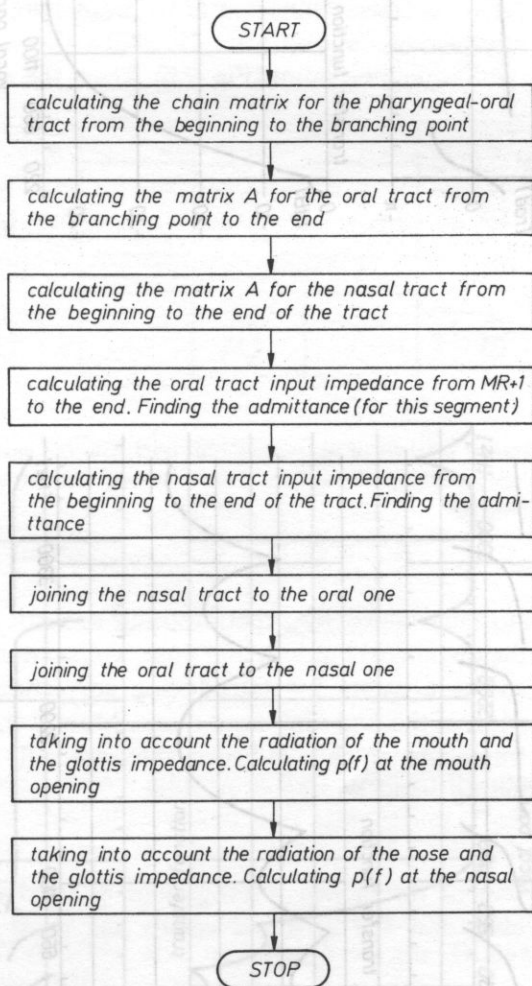 START
calculating the chain matrix for the pharyngeal-oral
tract from the beginning to the branching point
calculating the matrix A for the oral tract from
the branching point to the end
calculating the matrix A for the nasal tract from
the beginning to the end of the tract
calculating the oral tract input impedance from MR+1
to the end. Finding the admittance (for this segment)
calculating the nasal tract input impedance from
the beginning to the end of the tract. Finding the admi-
ttance
joining the nasal tract to the oral one
joining the oral tract to the nasal one
taking into account the radiation of the mouth and
the glottis impedance. Calculating p(f) at the mouth
opening
taking into account the radiation of the nose and
the glottis impedance. Calculating p(f) at the nasal
opening
STOP